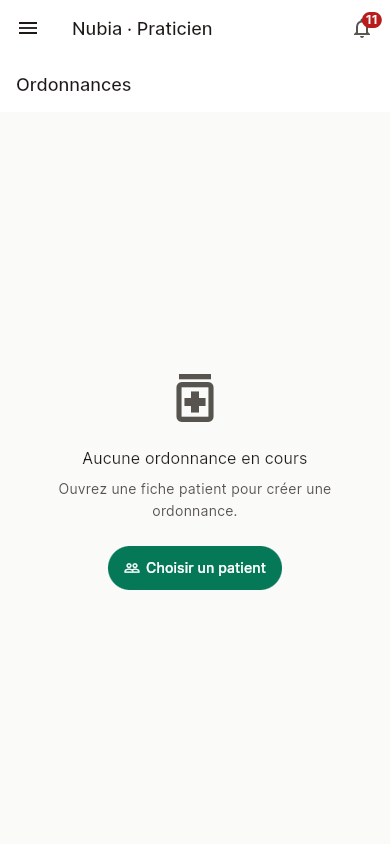 Nubia · Praticien
11
Ordonnances
Aucune ordonnance en cours
Ouvrez une fiche patient pour créer une
ordonnance.
Choisir un patient